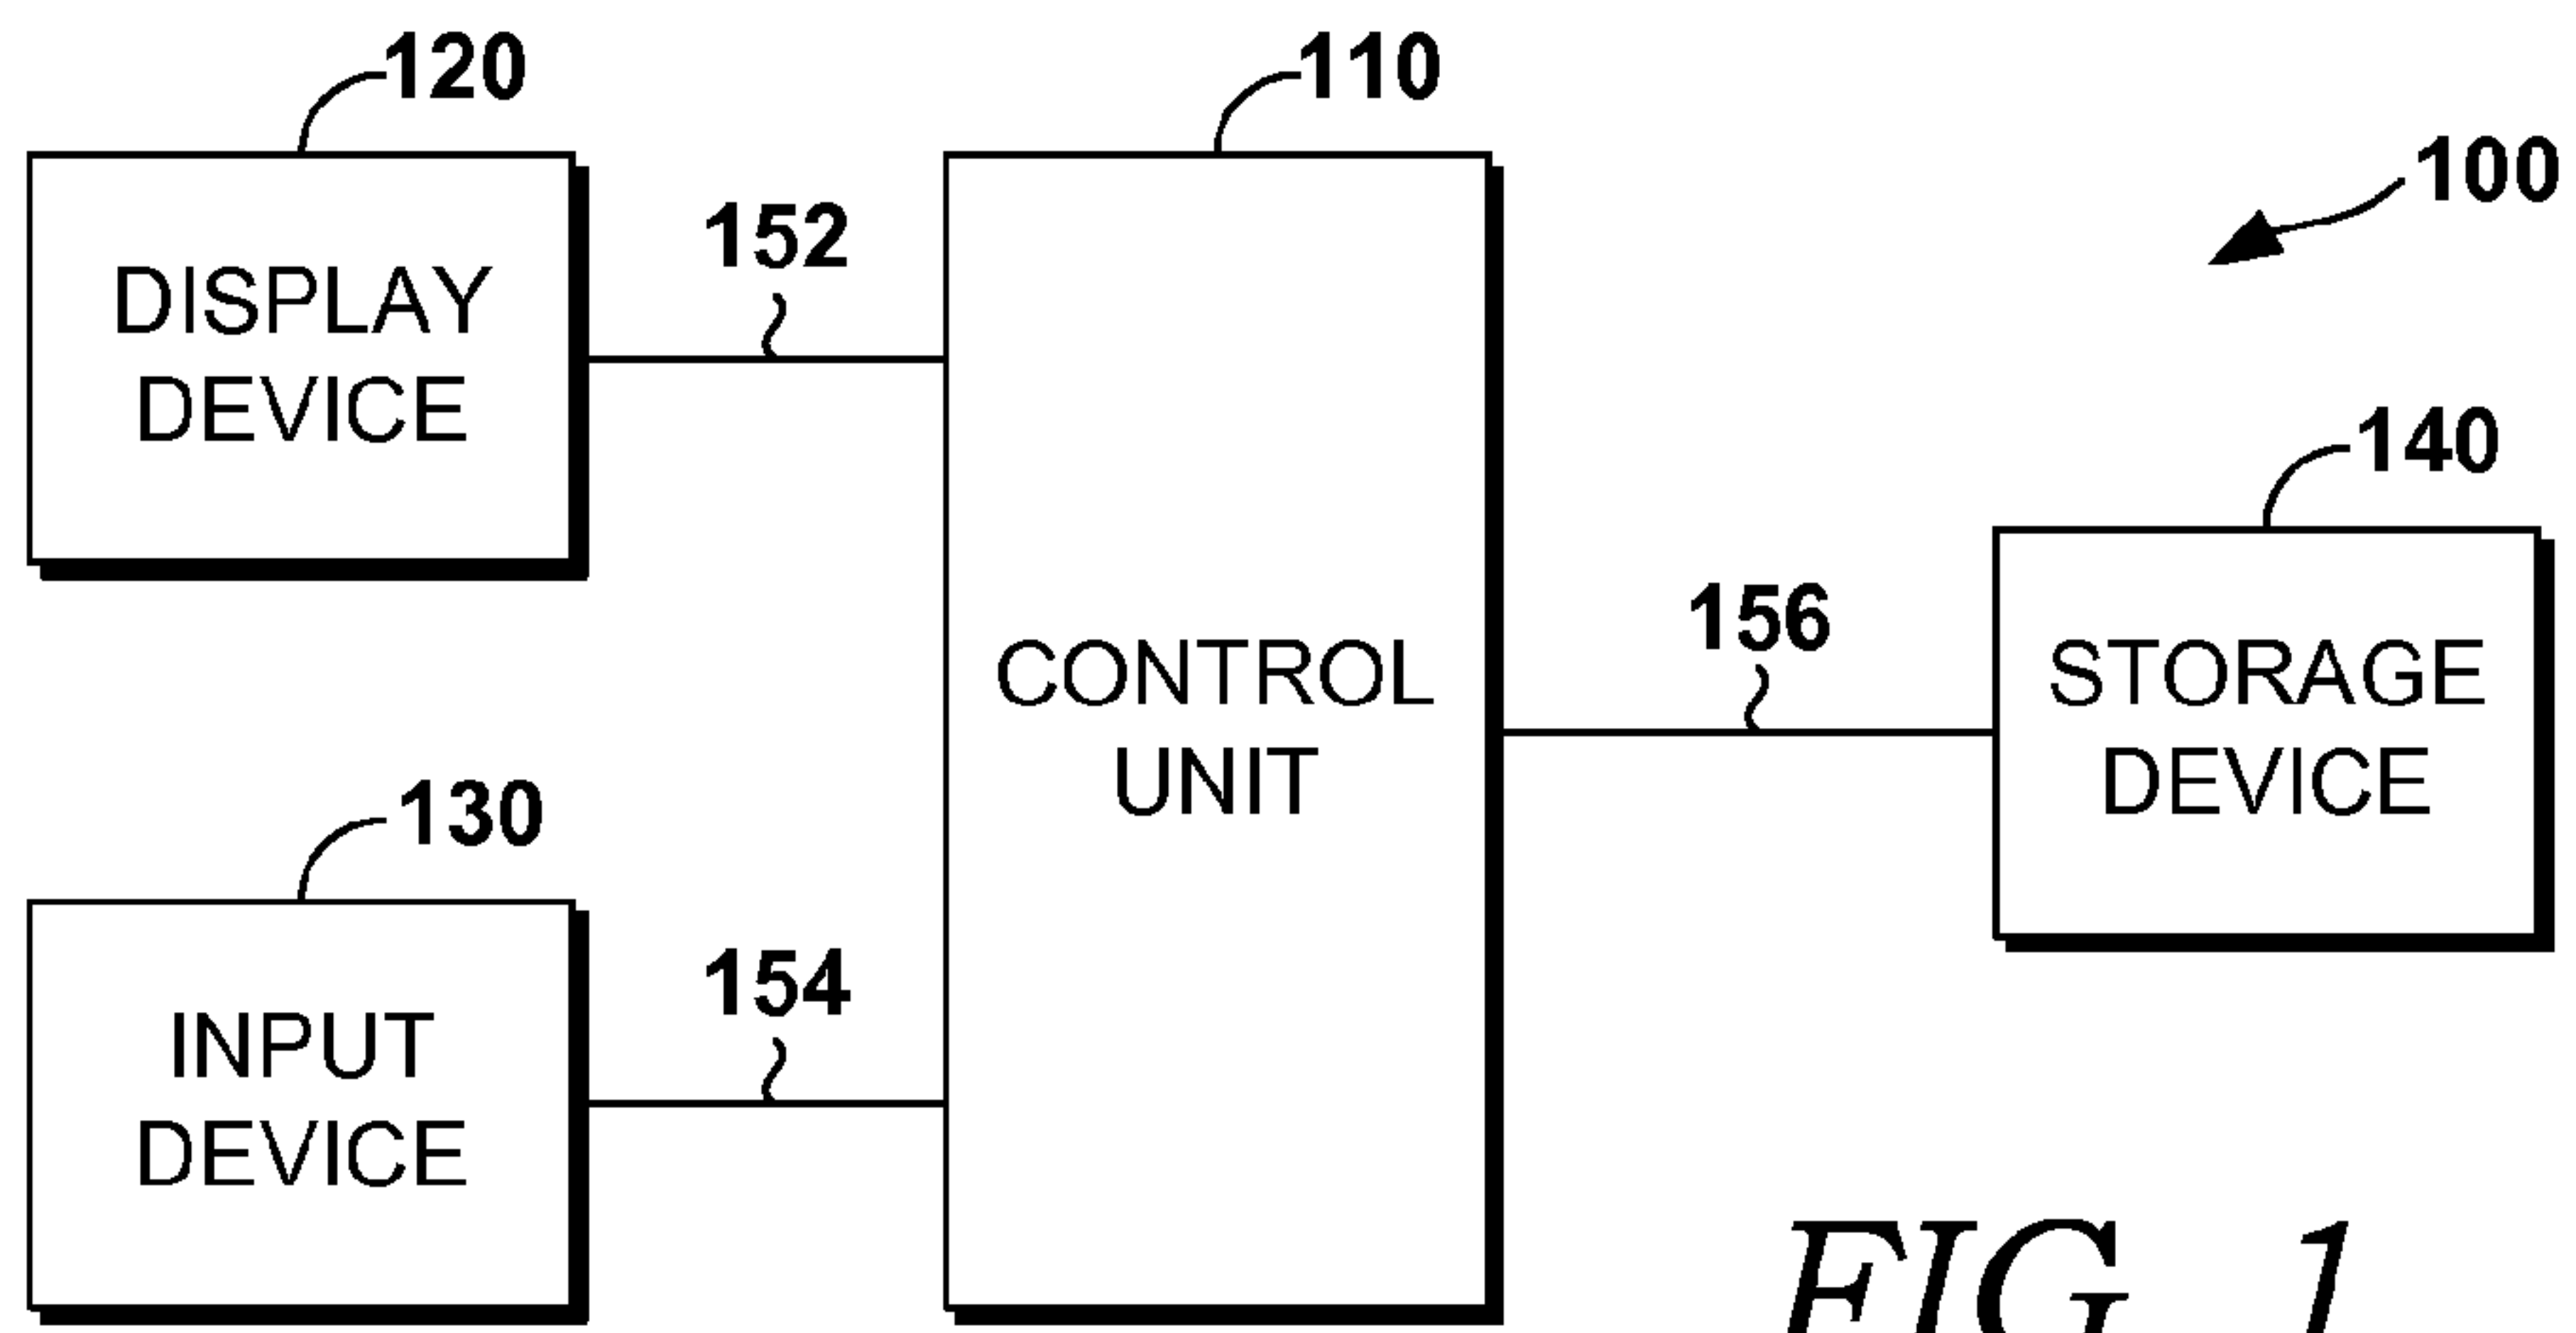 120
110
100
152
DISPLAY
DEVICE
140
156
CONTROL
UNIT
STORAGE
DEVICE
130
154
INPUT
DEVICE
FIG. 1